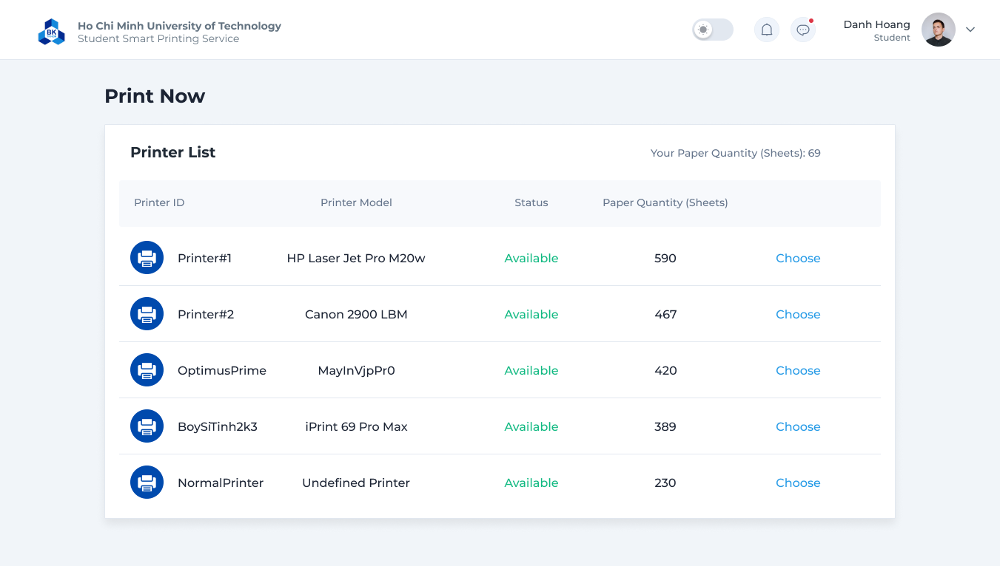 BK
Ho Chi Minh University of Technology
Student Smart Printing Service
Danh Hoang
Student
Print Now
Printer List
Your Paper Quantity (Sheets): 69
Printer ID Printer Model Status Paper Quantity (Sheets)
Printer#1 HP Laser Jet Pro M20w Available 590 Choose
Printer#2 Canon 2900 LBM Available 467 Choose
OptimusPrime MayInVjpPr0 Available 420 Choose
BoySiTinh2k3 iPrint 69 Pro Max Available 389 Choose
NormalPrinter Undefined Printer Available 230 Choose